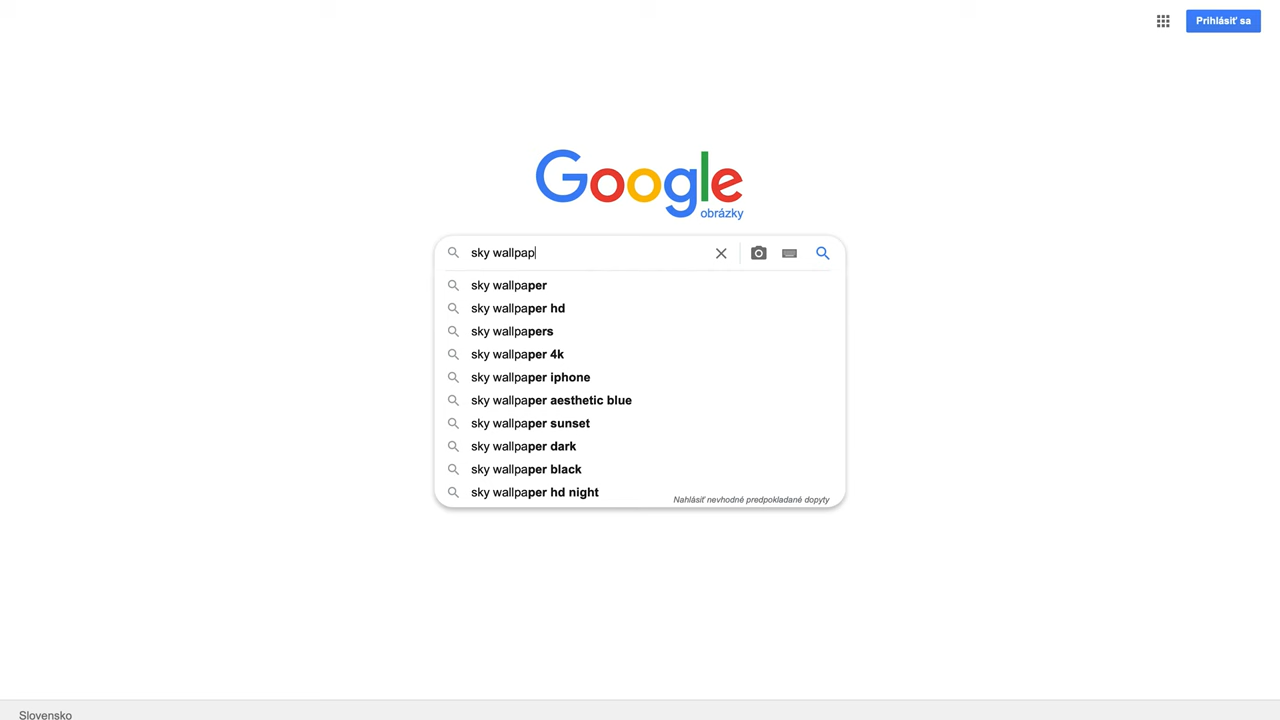 Prihlásiť sa
Google
obrázky
sky wallpap
sky wallpaper
sky wallpaper hd
sky wallpapers
sky wallpaper 4k
sky wallpaper iphone
sky wallpaper aesthetic blue
sky wallpaper sunset
sky wallpaper dark
sky wallpaper black
sky wallpaper hd night
Nahlásiť nevhodné predpokladané dopyty
Slovensko